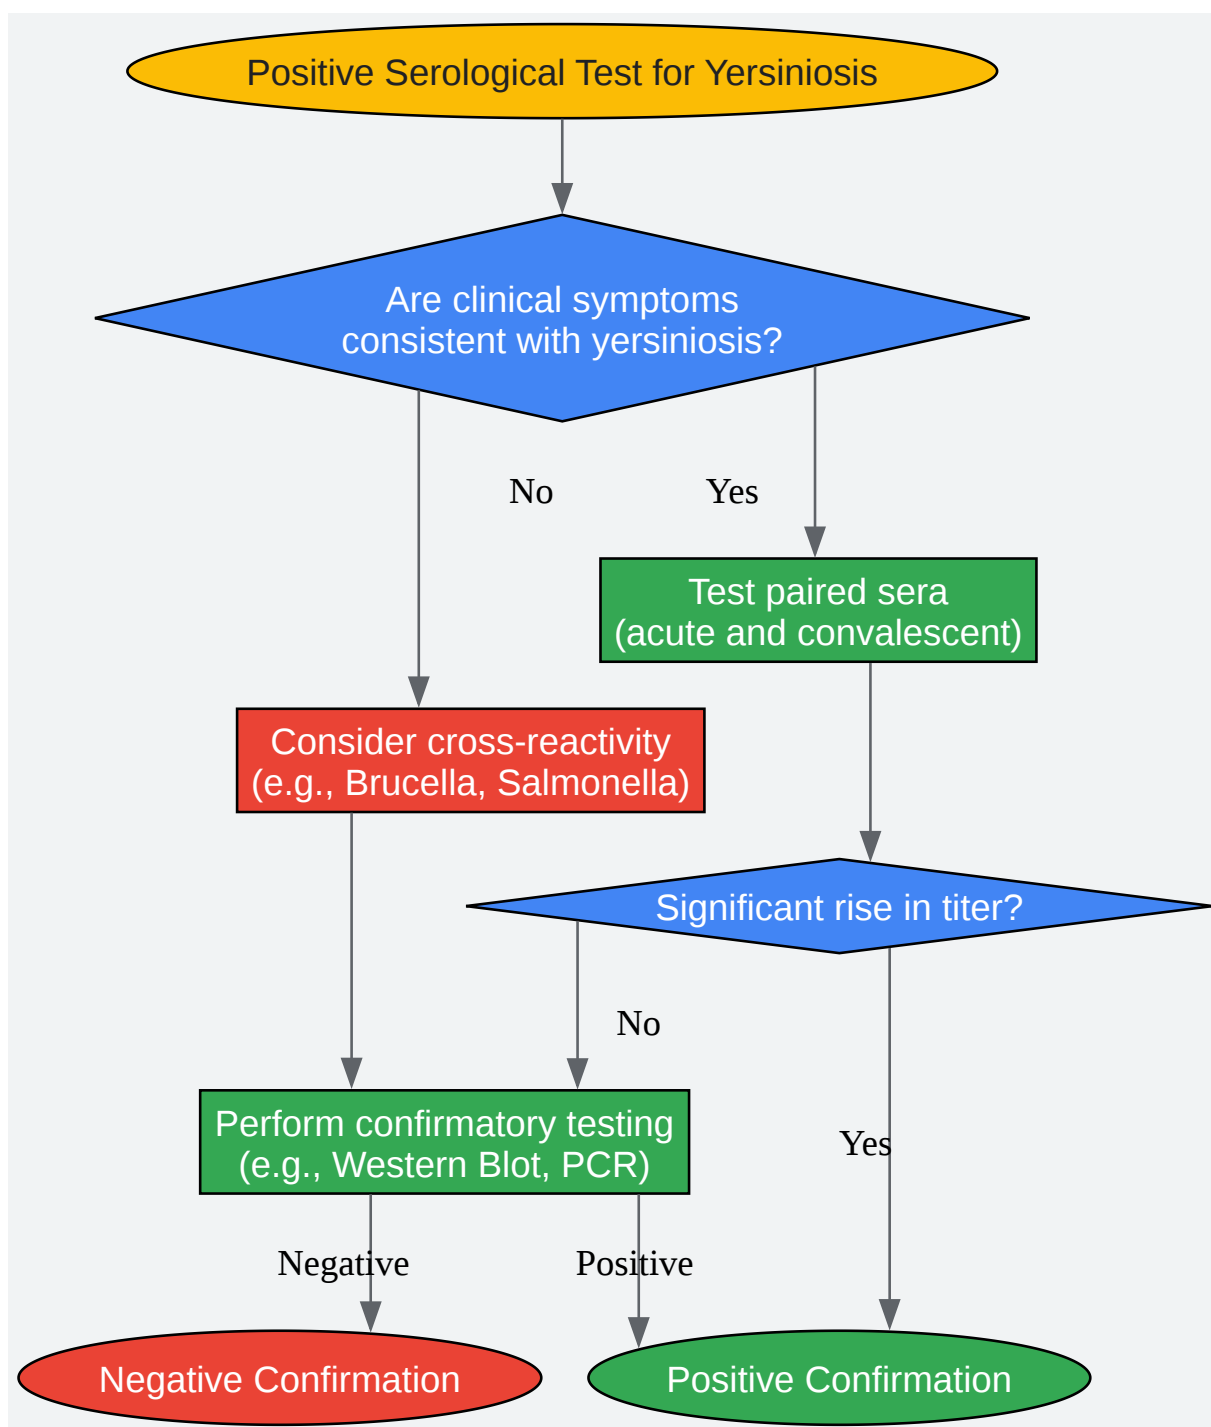 Positive Serological Test for Yersiniosis
Are clinical symptoms
consistent with yersiniosis?
No
Yes
Test paired sera
(acute and convalescent)
Consider cross-reactivity
(e.g., Brucella, Salmonella)
Significant rise in titer?
No
Perform confirmatory testing
(e.g., Western Blot, PCR)
Yes
Negative
Positive
Negative Confirmation
Positive Confirmation